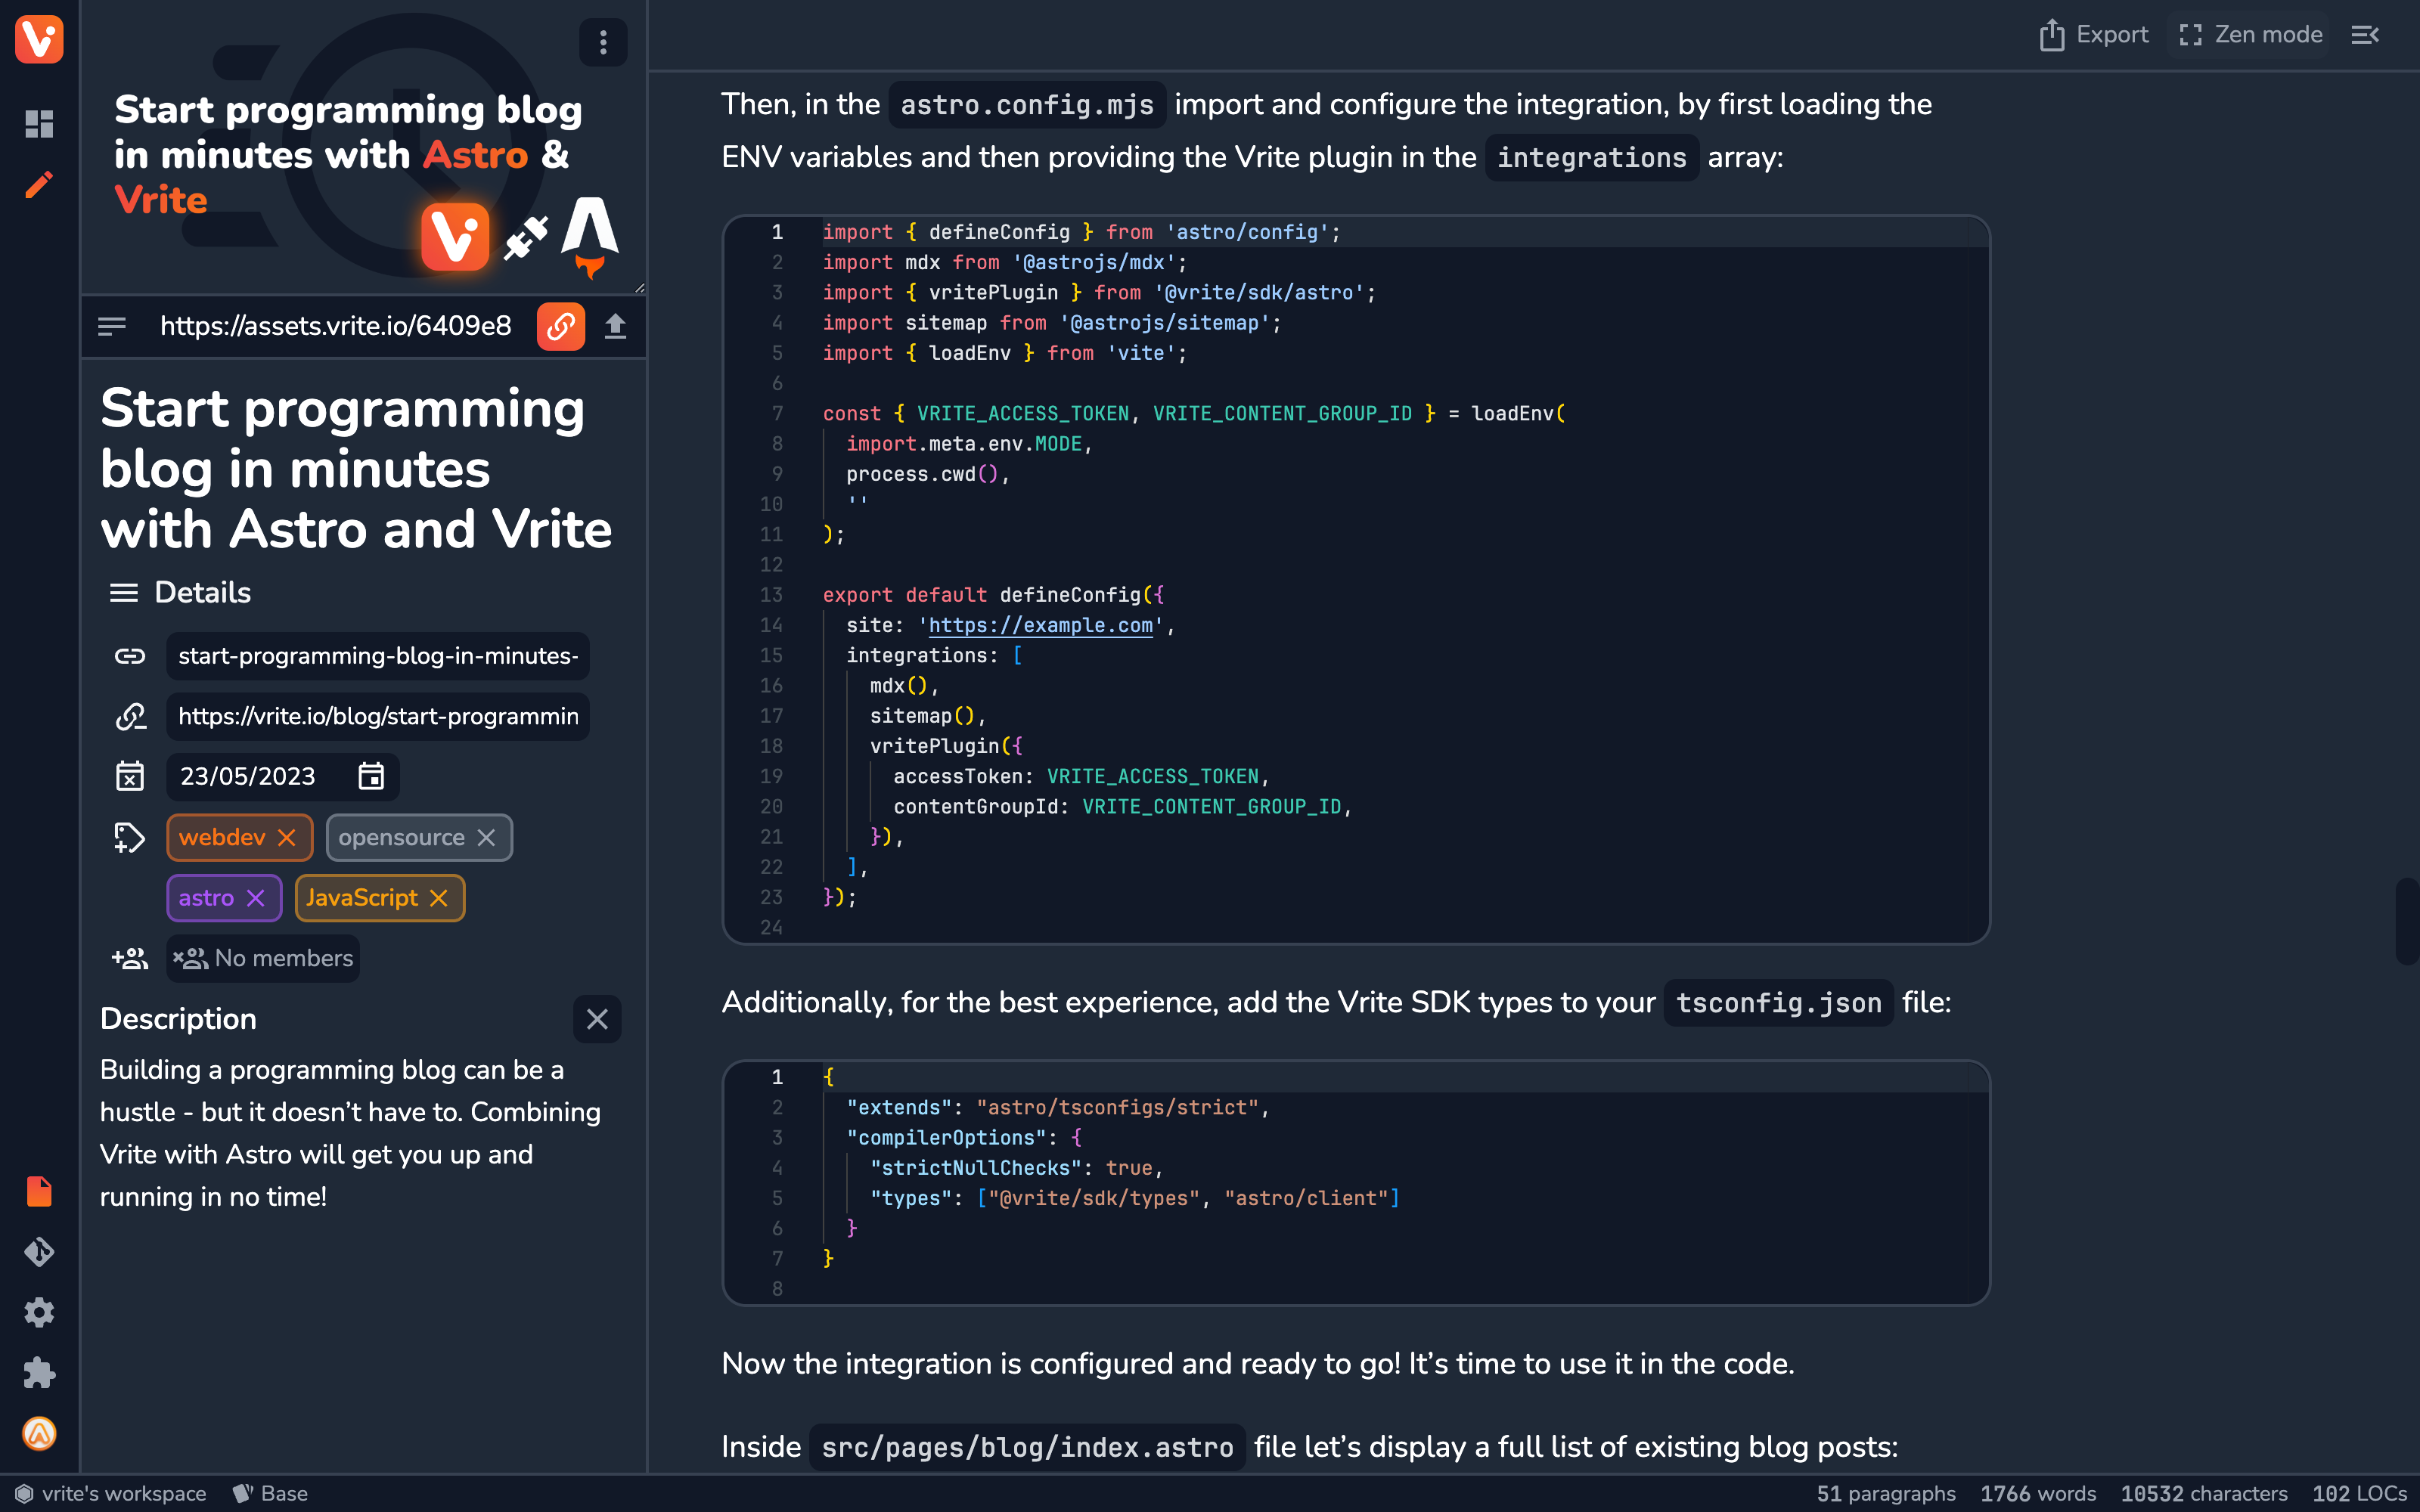 Start programming blog
in minutes with Astro &
Vrite
https://assets.vrite.io/6409e8
Start programming
blog in minutes
with Astro and Vrite
Details
start-programming-blog-in-minutes-
https://vrite.io/blog/start-programmin
23/05/2023
webdev opensource
astro JavaScript
No members
Description
Building a programming blog can be a
hustle - but it doesn’t have to. Combining
Vrite with Astro will get you up and
running in no time!
Export Zen mode
Then, in the astro.config.mjs import and configure the integration, by first loading the
ENV variables and then providing the Vrite plugin in the integrations array:
1 import { defineConfig } from 'astro/config';
2 import mdx from '@astrojs/mdx';
3 import { vritePlugin } from '@vrite/sdk/astro';
4 import sitemap from '@astrojs/sitemap';
5 import { loadEnv } from 'vite';
6
7 const { VRITE_ACCESS_TOKEN, VRITE_CONTENT_GROUP_ID } = loadEnv(
8 import.meta.env.MODE,
9 process.cwd(),
10 ''
11 );
12
13 export default defineConfig({
14 site: 'https://example.com',
15 integrations: [
16 mdx(),
17 sitemap(),
18 vritePlugin({
19 accessToken: VRITE_ACCESS_TOKEN,
20 contentGroupId: VRITE_CONTENT_GROUP_ID,
21 }),
22 ],
23 });
24
Additionally, for the best experience, add the Vrite SDK types to your tsconfig.json file:
1 {
2 "extends": "astro/tsconfigs/strict",
3 "compilerOptions": {
4 "strictNullChecks": true,
5 "types": ["@vrite/sdk/types", "astro/client"]
6 }
7 }
8
Now the integration is configured and ready to go! It’s time to use it in the code.
Inside src/pages/blog/index.astro file let’s display a full list of existing blog posts:
vrite's workspace Base
51 paragraphs 1766 words 10532 characters 102 LOCs